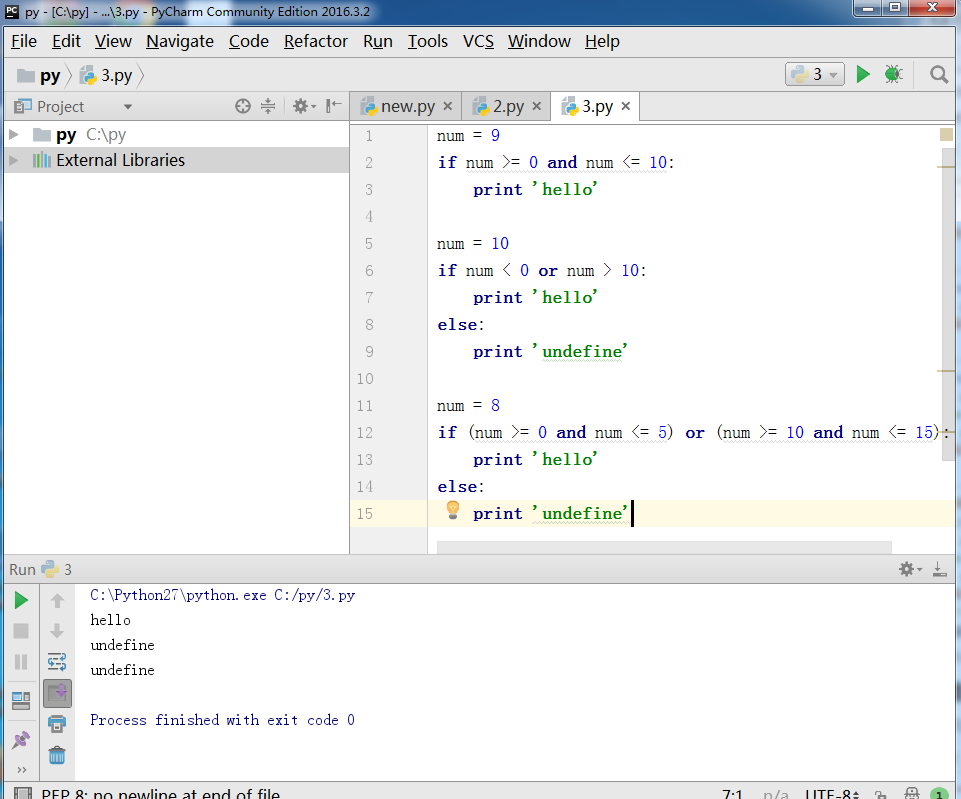 py - [C:\py] - ...\3.py - PyCharm Community Edition 2016.3.2
File Edit View Navigate Code Refactor Run Tools VCS Window Help
py 3.py 3
Project new.py 2.py 3.py
py C:\py
External Libraries
1 num = 9
2 if num >= 0 and num <= 10:
3 print 'hello'
4
5 num = 10
6 if num < 0 or num > 10:
7 print 'hello'
8 else:
9 print 'undefine'
10
11 num = 8
12 if (num >= 0 and num <= 5) or (num >= 10 and num <= 15):
13 print 'hello'
14 else:
15 print 'undefine'
Run 3
C:\Python27\python.exe C:/py/3.py
hello
undefine
undefine
Process finished with exit code 0
PEP 8: no newline at end of file 7:1 n/a UTF-8 1